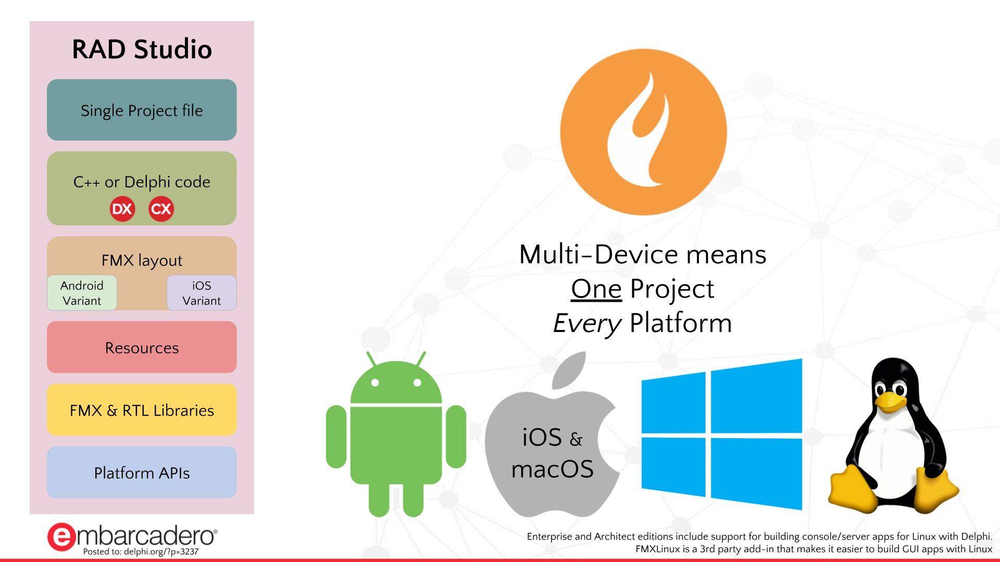 RAD Studio
Single Project file
C++ or Delphi code
DX CX
FMX layout
Android
Variant
iOS
Variant
Resources
FMX & RTL Libraries
Platform APIs
embarcadero®
Posted to: delphi.org/?p=3237
Multi-Device means
One Project
Every Platform
iOS &
macOS
Enterprise and Architect editions include support for building console/server apps for Linux with Delphi.
FMXLinux is a 3rd party add-in that makes it easier to build GUI apps with Linux